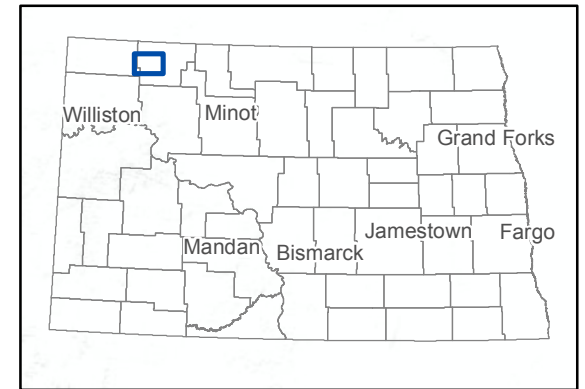 Williston
Minot
Grand Forks
Mandan
Bismarck
Jamestown
Fargo